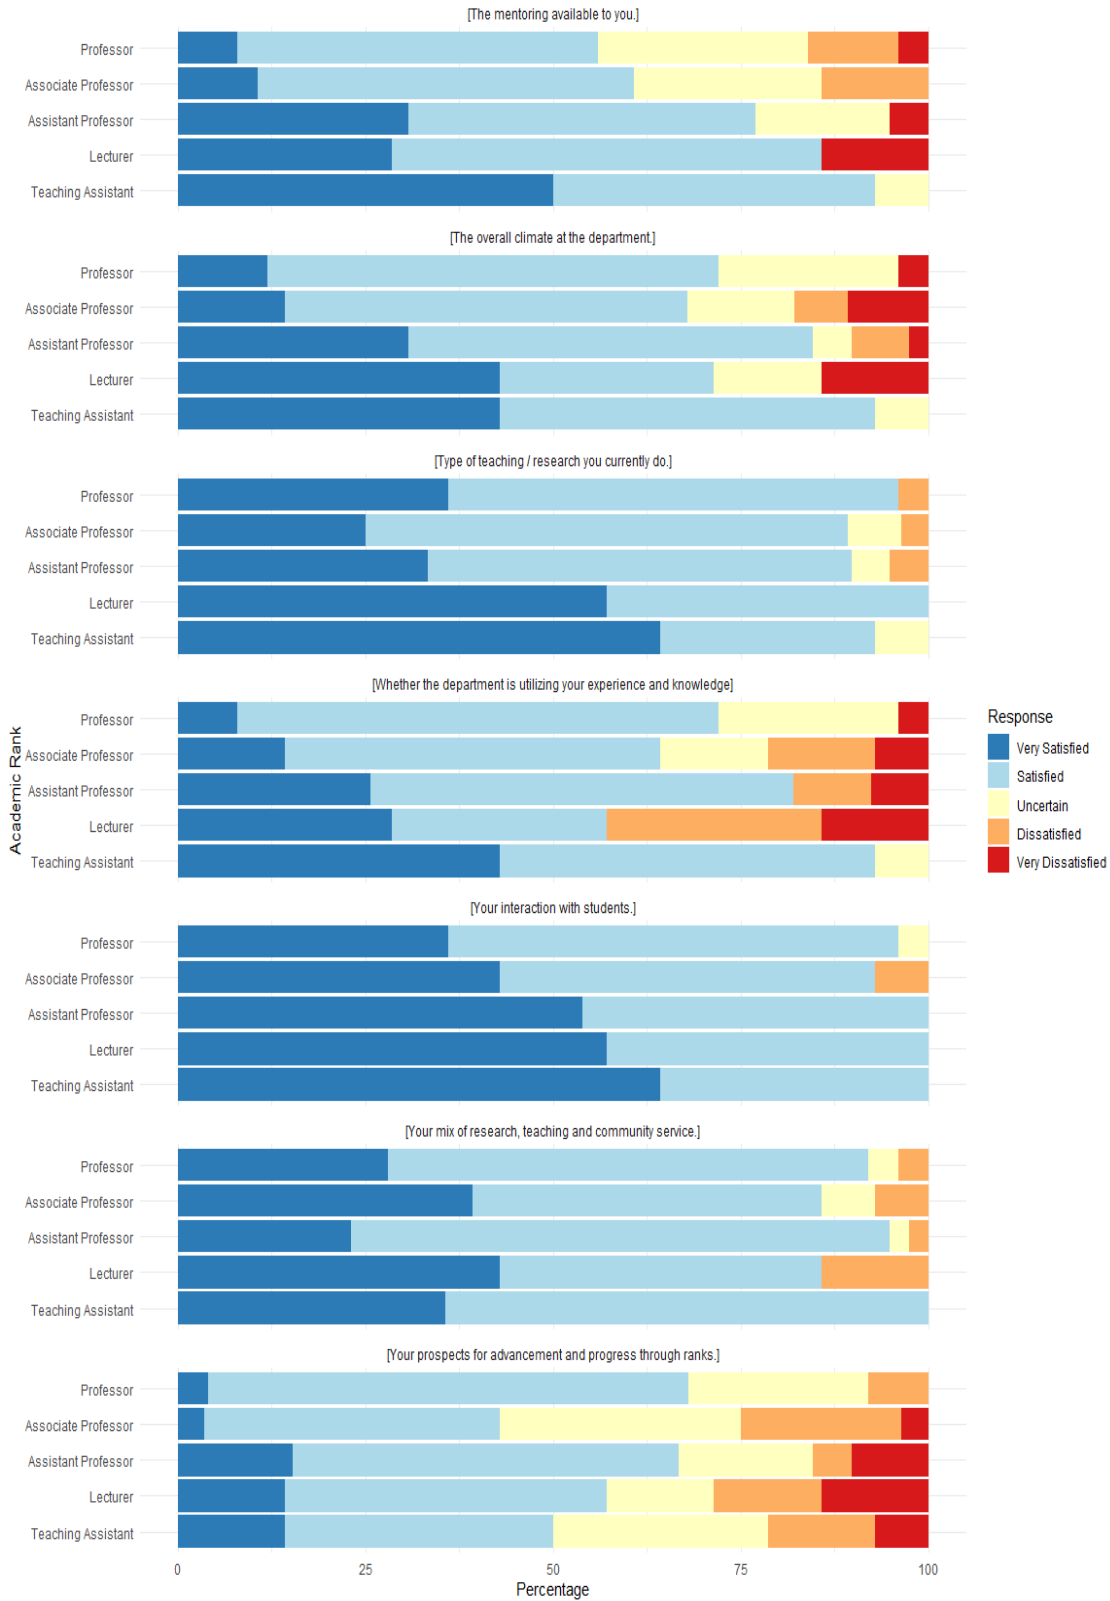 [The mentoring available to you.]
Professor
Associate Professor
Assistant Professor
Lecturer
Teaching Assistant
[The overall climate at the department.]
Professor
Associate Professor
Assistant Professor
Lecturer
Teaching Assistant
[Type of teaching / research you currently do.]
Professor
Associate Professor
Assistant Professor
Lecturer
Teaching Assistant
[Whether the department is utilizing your experience and knowledge]
Professor
Associate Professor
Assistant Professor
Lecturer
Teaching Assistant
[Your interaction with students.]
Professor
Associate Professor
Assistant Professor
Lecturer
Teaching Assistant
[Your mix of research, teaching and community service.]
Professor
Associate Professor
Assistant Professor
Lecturer
Teaching Assistant
[Your prospects for advancement and progress through ranks.]
Professor
Associate Professor
Assistant Professor
Lecturer
Teaching Assistant
0 25 50 75 100
Percentage
Academic Rank
Response
Very Satisfied
Satisfied
Uncertain
Dissatisfied
Very Dissatisfied